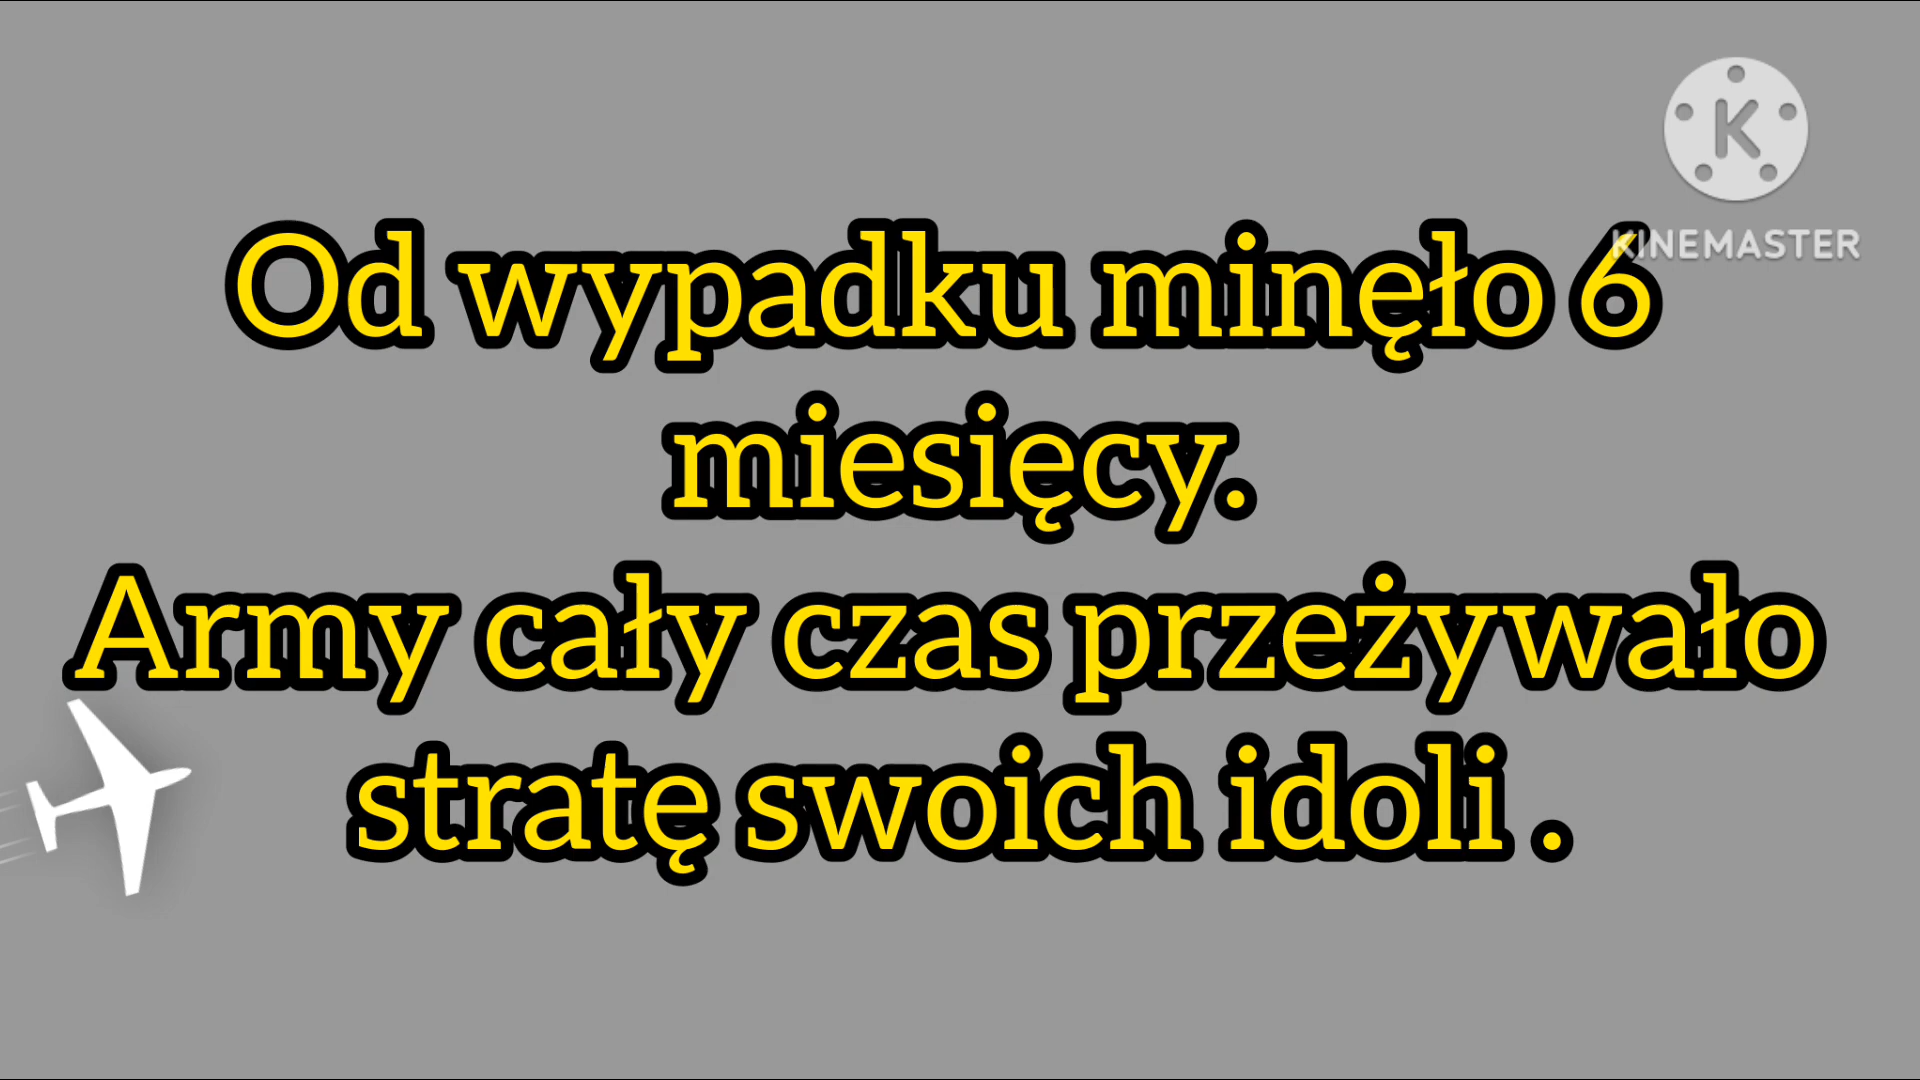 K
KINEMASTER
Od wypadku minęło 6
miesięcy.
Army cały czas przeżywało
stratę swoich idoli .